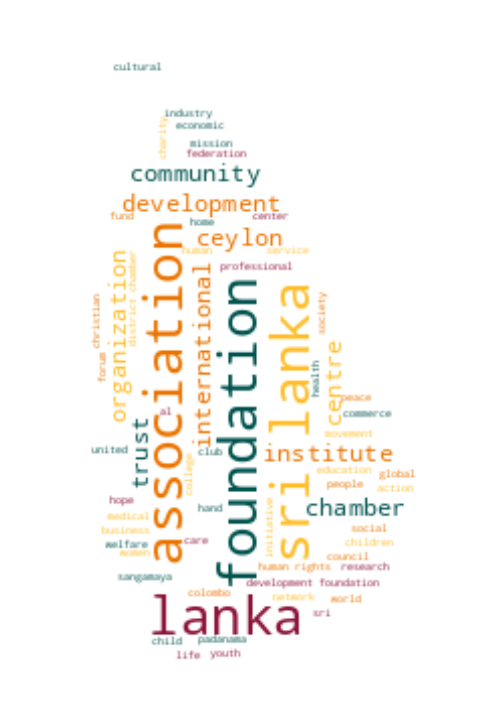 cultural
industry
charity
economic
mission
federation
community
development
fund
home
center
ceylon
human
service
professional
association
organization
district chamber
international
foundation
sri lanka
society
christian
forum
centre
health
peace
al
commerce
trust
movement
united
club
institute
college
education
global
people
action
hope
hand
chamber
initiative
medical
business
social
welfare
care
children
women
council
human rights
research
sangamaya
development foundation
colombo
network
world
lanka
sri
child
padanama
life
youth